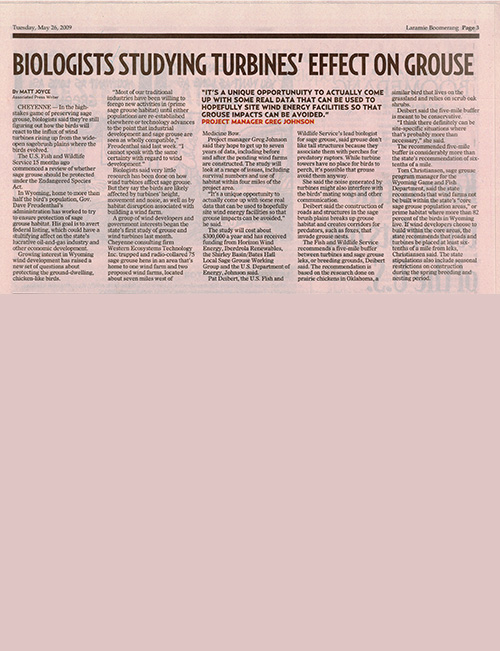 Tuesday, May 26, 2009
Laramie Boomerang Page 3
BIOLOGISTS STUDYING TURBINES' EFFECT ON GROUSE
BY MATT JOYCE
Associated Press Writer
CHEYENNE — In the high-
stakes game of preserving sage
grouse, biologists said they're still
figuring out how the birds will
react to the influx of wind
turbines rising up from the wide-
open sagebrush plains where the
birds evolved.
The U.S. Fish and Wildlife
Service 15 months ago
commenced a review of whether
sage grouse should be protected
under the Endangered Species
Act.
In Wyoming, home to more than
half the bird's population, Gov.
Dave Freudenthal's
administration has worked to try
to ensure protection of sage
grouse habitat. His goal is to avert
federal listing, which could have a
stultifying affect on the state's
lucrative oil-and-gas industry and
other economic development.
Growing interest in Wyoming
wind development has raised a
new set of questions about
protecting the ground-dwelling,
chicken-like birds.
"Most of our traditional
industries have been willing to
forego new activities in (prime
sage grouse habitat) until either
populations are re-established
elsewhere or technology advances
to the point that industrial
development and sage grouse are
seen as wholly compatible,"
Freudenthal said last week. "I
cannot speak with the same
certainty with regard to wind
development."
Biologists said very little
research has been done on how
wind turbines affect sage grouse.
But they say the birds are likely
affected by turbines' height,
movement and noise, as well as by
habitat disruption associated with
building a wind farm.
A group of wind developers and
government interests began the
state's first study of grouse and
wind turbines last month.
Cheyenne consulting firm
Western Ecosystems Technology
Inc. trapped and radio-collared 75
sage grouse hens in an area that's
home to one wind farm and two
proposed wind farms, located
about seven miles west of
"IT'S A UNIQUE OPPORTUNITY TO ACTUALLY COME
UP WITH SOME REAL DATA THAT CAN BE USED TO
HOPEFULLY SITE WIND ENERGY FACILITIES SO THAT
GROUSE IMPACTS CAN BE AVOIDED."
PROJECT MANAGER GREG JOHNSON
Medicine Bow.
Project manager Greg Johnson
said they hope to get up to seven
years of data, including before
and after the pending wind farms
are constructed. The study will
look at a range of issues, including
survival numbers and use of
habitat within four miles of the
project area.
"It's a unique opportunity to
actually come up with some real
data that can be used to hopefully
site wind energy facilities so that
grouse impacts can be avoided,"
he said.
The study will cost about
$300,000 a year and has received
funding from Horizon Wind
Energy, Iberdrola Renewables,
the Shirley Basin/Bates Hall
Local Sage Grouse Working
Group and the U.S. Department of
Energy, Johnson said.
Pat Deibert, the U.S. Fish and
Wildlife Service's lead biologist
for sage grouse, said grouse don't
like tall structures because they
associate them with perches for
predatory raptors. While turbine
towers have no place for birds to
perch, it's possible that grouse
avoid them anyway.
She said the noise generated by
turbines might also interfere with
the birds' mating songs and other
communication.
Deibert said the construction of
roads and structures in the sage
brush plains breaks up grouse
habitat and creates corridors for
predators, such as foxes, that
invade grouse nests.
The Fish and Wildlife Service
recommends a five-mile buffer
between turbines and sage grouse
leks, or breeding grounds, Deibert
said. The recommendation is
based on the research done on
prairie chickens in Oklahoma, a
similar bird that lives on the
grassland and relies on scrub oak
shrubs.
Deibert said the five-mile buffer
is meant to be conservative.
"I think there definitely can be
site-specific situations where
that's probably more than
necessary," she said.
The recommended five-mile
buffer is considerably more than
the state's recommendation of six-
tenths of a mile.
Tom Christiansen, sage grouse
program manager for the
Wyoming Game and Fish
Department, said the state
recommends that wind farms not
be built within the state's "core
sage grouse population areas," or
prime habitat where more than 82
percent of the birds in Wyoming
live. If wind developers choose to
build within the core areas, the
state recommends that roads and
turbines be placed at least six-
tenths of a mile from leks,
Christiansen said. The state
stipulations also include seasonal
restrictions on construction
during the spring breeding and
nesting period.